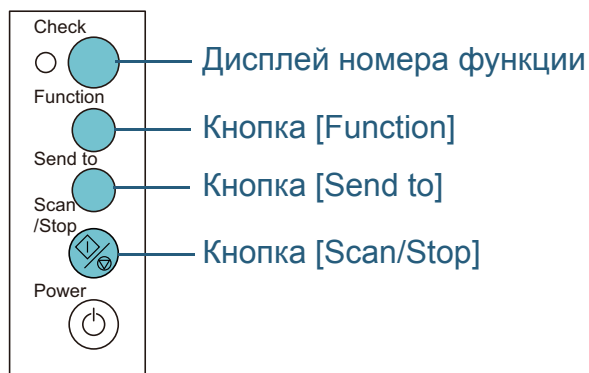 Check
Дисплей номера функции
Function
Кнопка [Function]
Send to
Кнопка [Send to]
Scan
/Stop
Кнопка [Scan/Stop]
Power